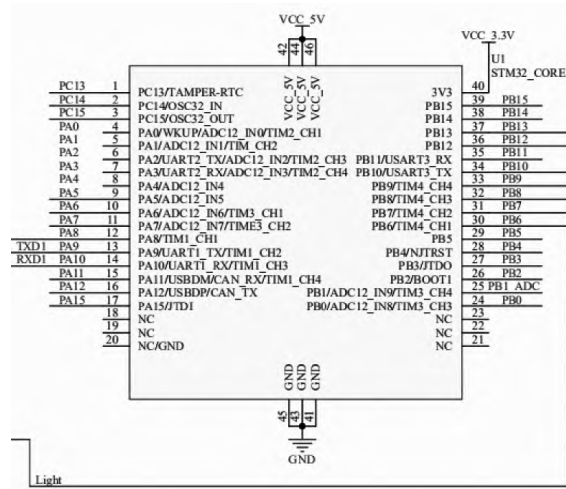 VCC_5V
VCC_3.3V
42 44 46
U1
STM32_CORE
VCC_5V VCC_5V VCC_5V
PC13 1 PC13/TAMPER-RTC 3V3 40
PC14 2 PC14/OSC32_IN PB15 39 PB15
PC15 3 PC15/OSC32_OUT PB14 38 PB14
PA0 4 PA0/WKUP/ADC12_IN0/TIM2_CH1 PB13 37 PB13
PA1 5 PA1/ADC12_IN1/TIM_CH2 PB12 36 PB12
PA2 6 PA2/UART2_TX/ADC12_IN2/TIM2_CH3 PB11/USART3_RX 35 PB11
PA3 7 PA3/UART2_RX/ADC12_IN3/TIM2_CH4 PB10/USART3_TX 34 PB10
PA4 8 PA4/ADC12_IN4 PB9/TIM4_CH4 33 PB9
PA5 9 PA5/ADC12_IN5 PB8/TIM4_CH3 32 PB8
PA6 10 PA6/ADC12_IN6/TIM3_CH1 PB7/TIM4_CH2 31 PB7
PA7 11 PA7/ADC12_IN7/TIME3_CH2 PB6/TIM4_CH1 30 PB6
PA8 12 PA8/TIM1_CH1 PB5 29 PB5
TXD1 PA9 13 PA9/UART1_TX/TIM1_CH2 PB4/NJTRST 28 PB4
RXD1 PA10 14 PA10/UART1_RX/TIM1_CH3 PB3/JTDO 27 PB3
PA11 15 PA11/USBDM/CAN_RX/TIM1_CH4 PB2/BOOT1 26 PB2
PA12 16 PA12/USBDP/CAN_TX PB1/ADC12_IN9/TIM3_CH4 25 PB1_ADC
PA15 17 PA15/JTDI PB0/ADC12_IN8/TIM3_CH3 24 PB0
18 NC NC 23
19 NC NC 22
20 NC/GND NC 21
GND GND GND
45 43 41
GND
Light